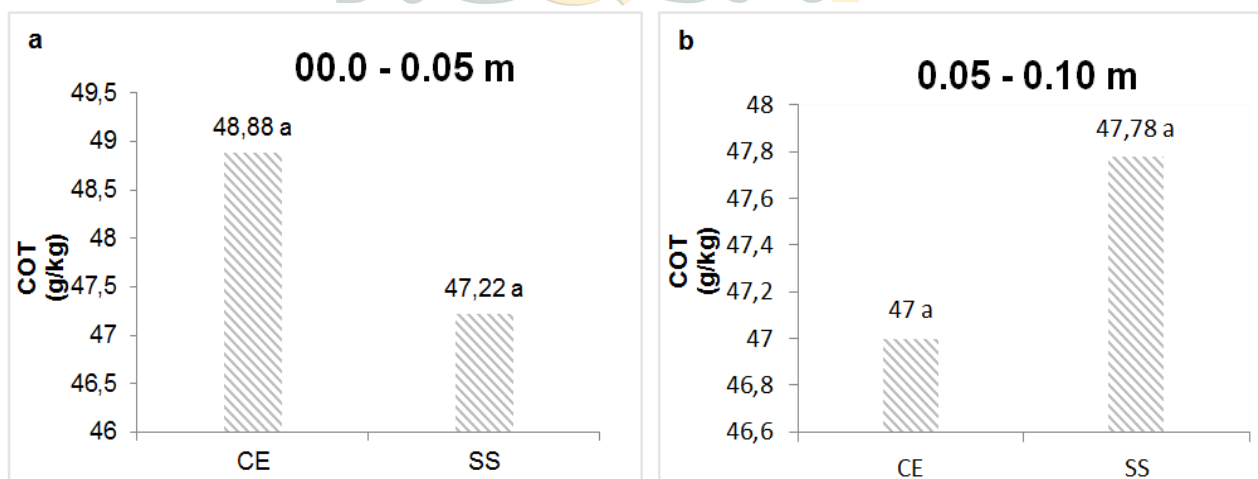 a
00.0 - 0.05 m
49,5
49
48,5
48
47,5
47
46,5
46
COT
(g/kg)
48,88 a
47,22 a
CE
SS
b
0.05 - 0.10 m
48
47,8
47,6
47,4
47,2
47
46,8
46,6
COT
(g/kg)
47 a
47,78 a
CE
SS